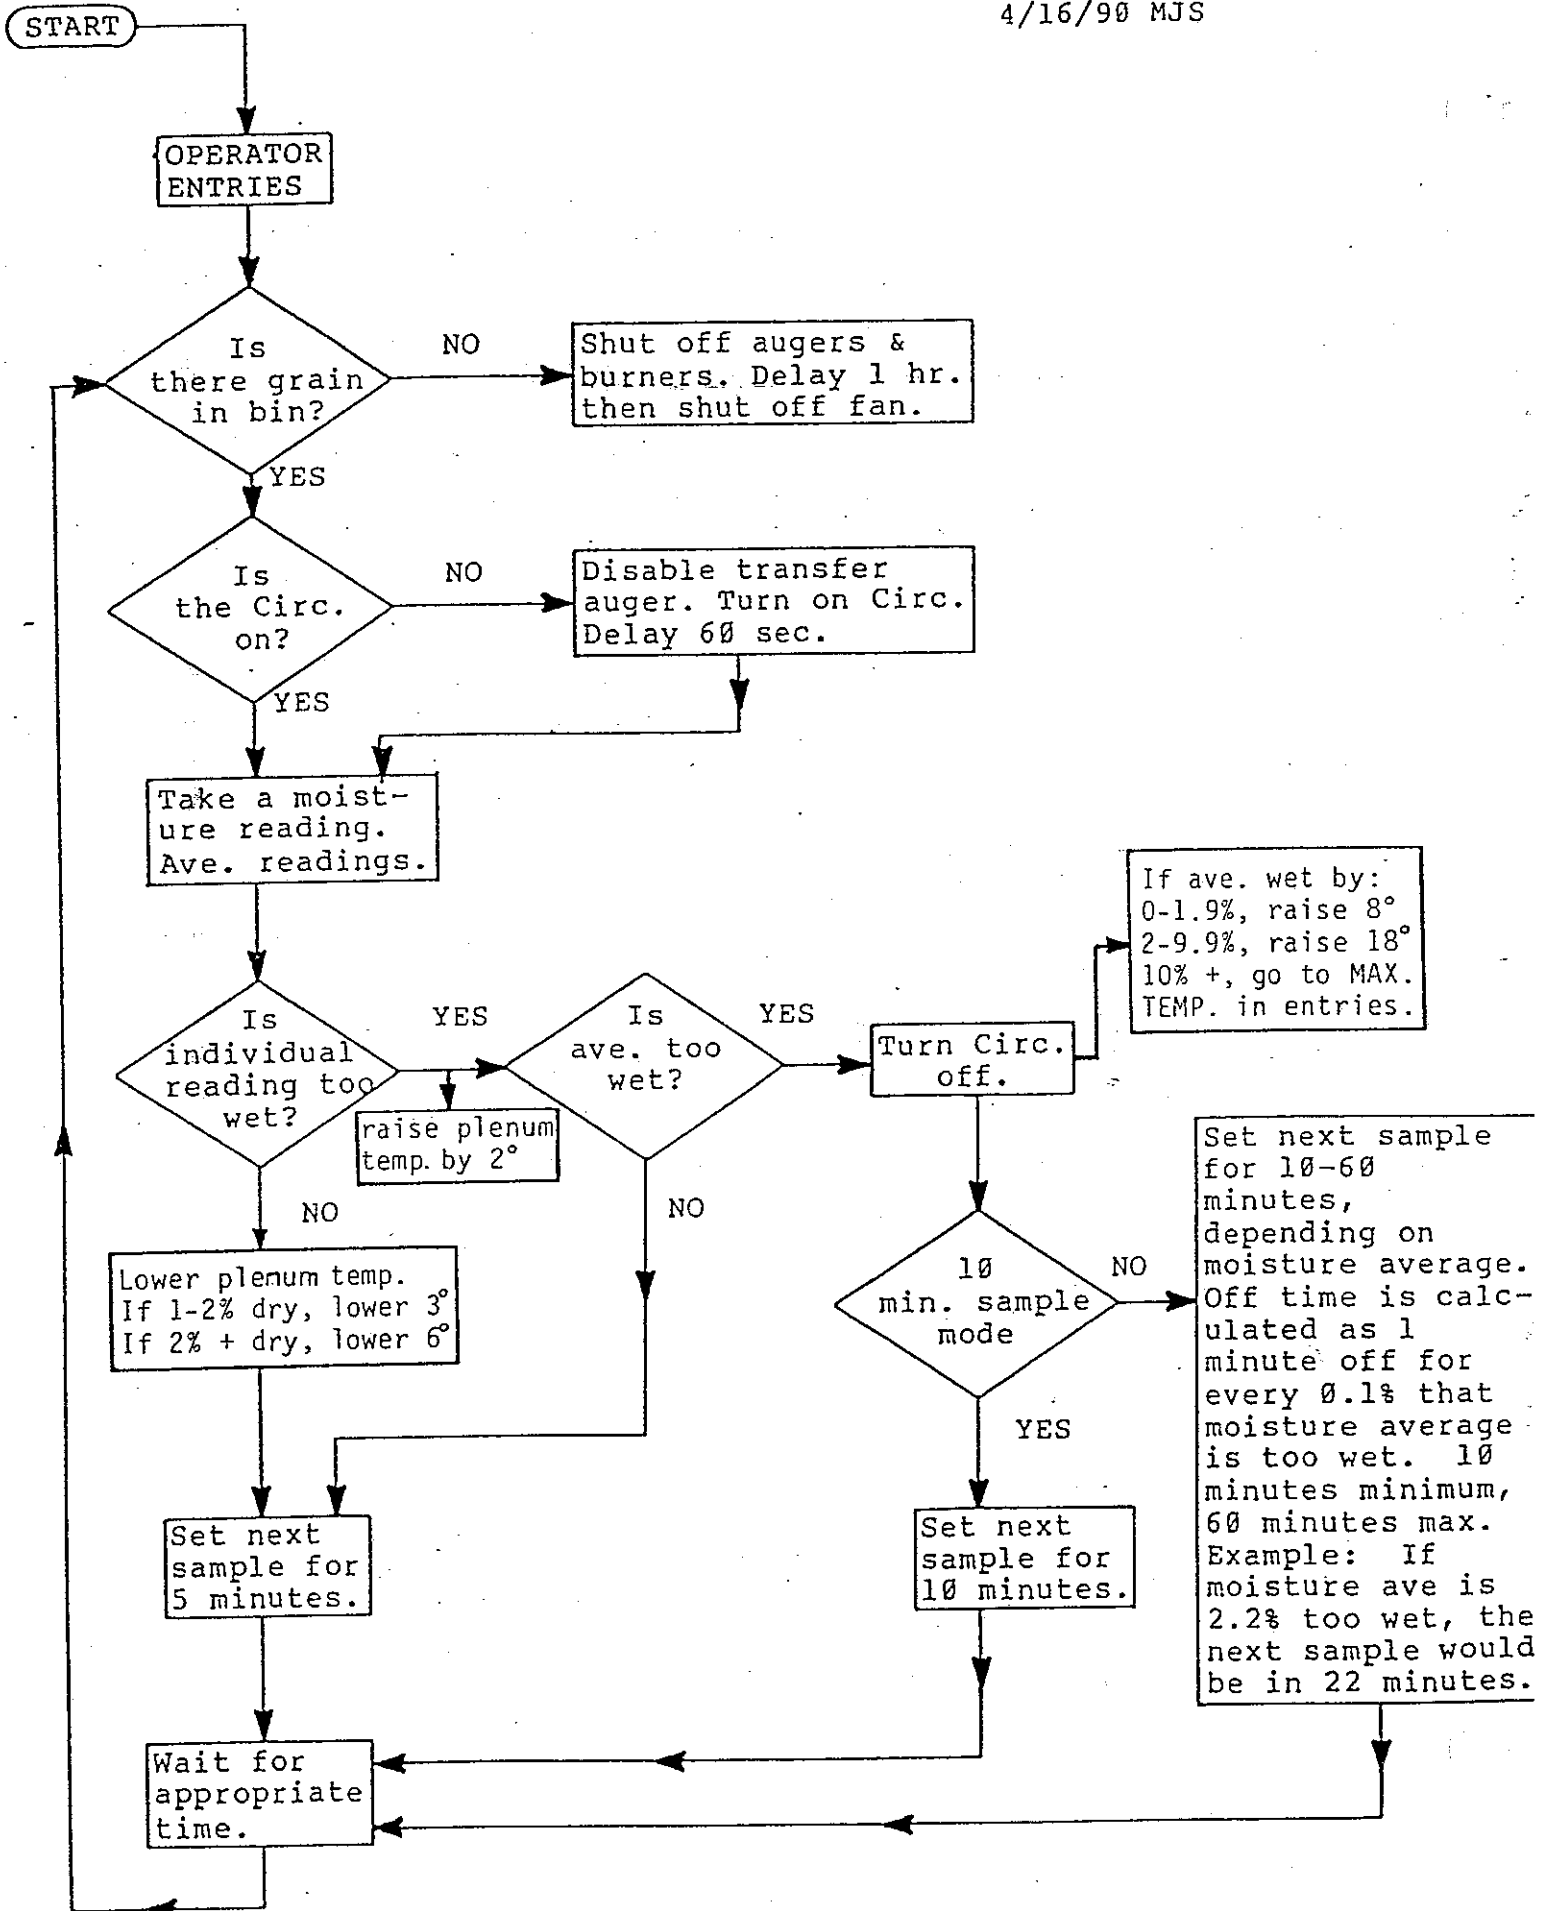 4/16/90 MJS
START
OPERATOR
ENTRIES
Is
there grain
in bin?
NO
Shut off augers &
burners. Delay 1 hr.
then shut off fan.
YES
Is
the Circ.
on?
NO
Disable transfer
auger. Turn on Circ.
Delay 60 sec.
YES
Take a moist-
ure reading.
Ave. readings.
If ave. wet by:
0-1.9%, raise 8°
2-9.9%, raise 18°
10% +, go to MAX.
TEMP. in entries.
Is
individual
reading too
wet?
YES
raise plenum
temp. by 2°
Is
ave. too
wet?
YES
Turn Circ.
off.
NO
Lower plenum temp.
If 1-2% dry, lower 3°
If 2% + dry, lower 6°
NO
10
min. sample
mode
NO
Set next sample
for 10-60
minutes,
depending on
moisture average.
Off time is calc-
ulated as 1
minute off for
every 0.1% that
moisture average
is too wet. 10
minutes minimum,
60 minutes max.
Example: If
moisture ave is
2.2% too wet, the
next sample would
be in 22 minutes.
YES
Set next
sample for
5 minutes.
Set next
sample for
10 minutes.
Wait for
appropriate
time.